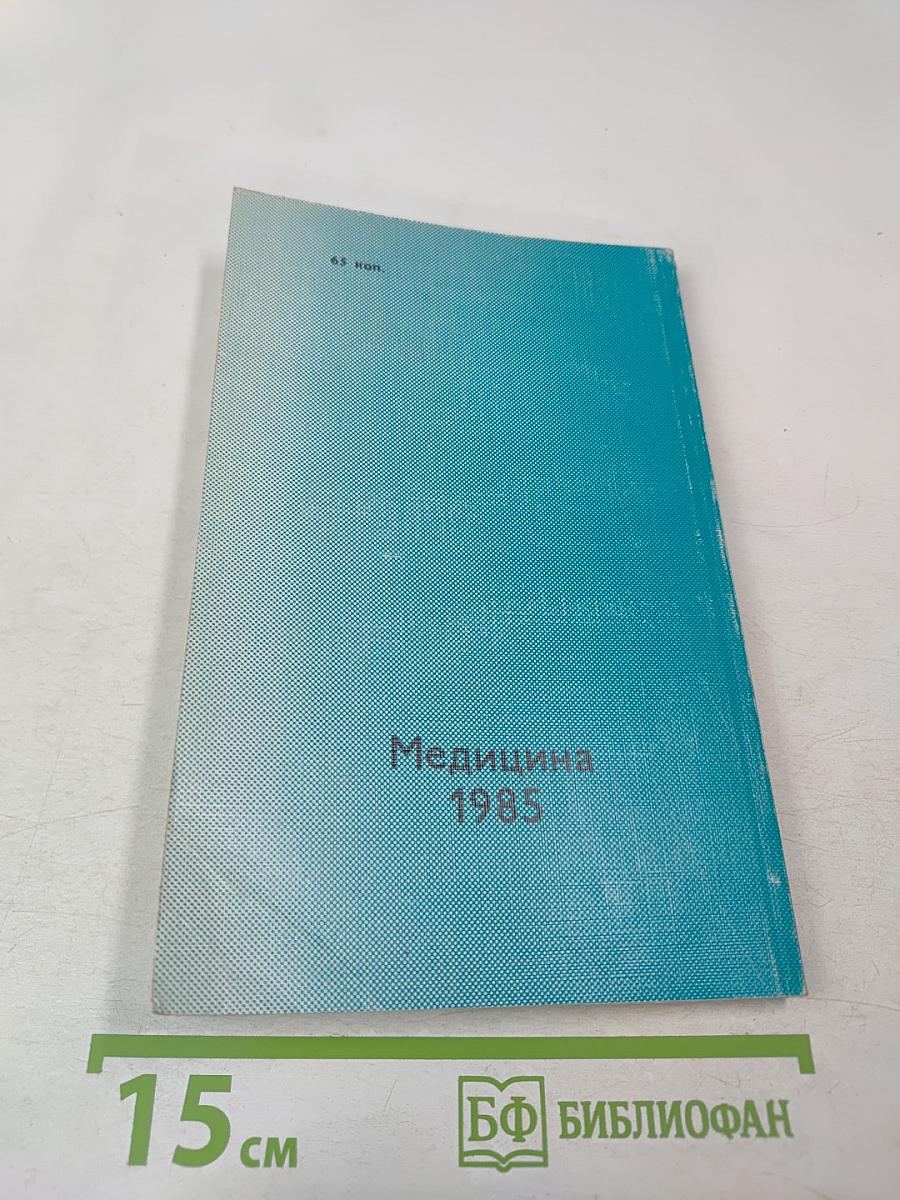 65 коп.
Медицина
1985
15 см
БФ БИБЛИОФАН